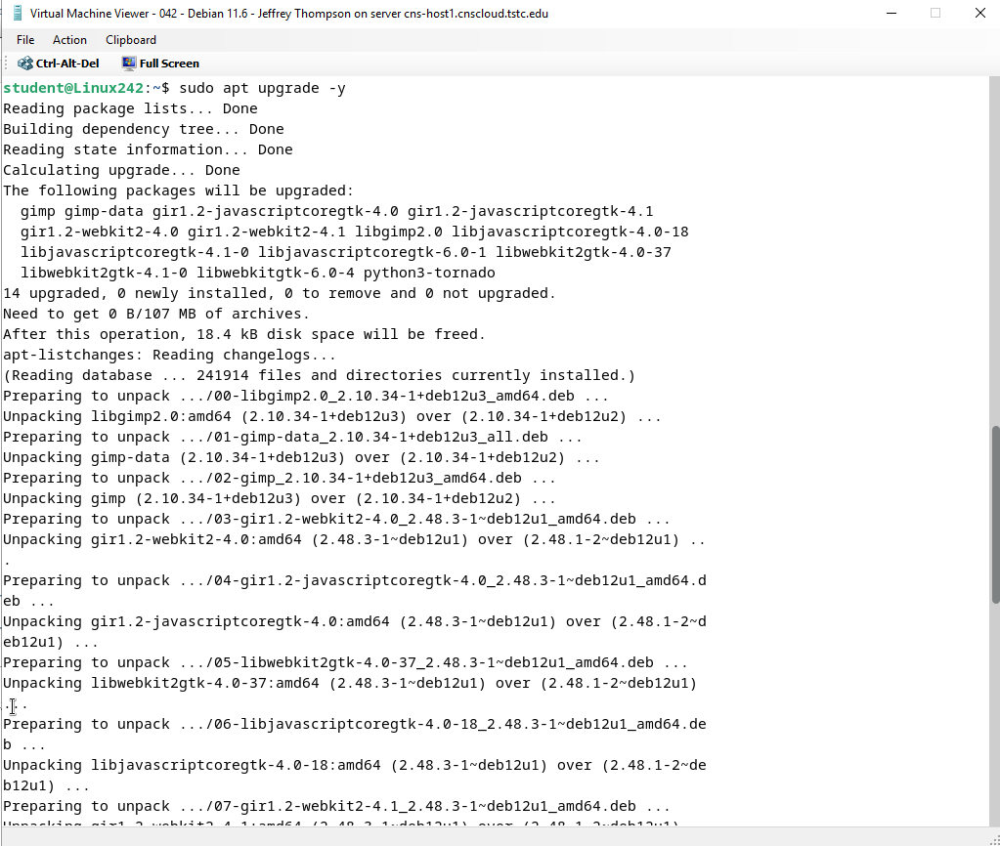 Virtual Machine Viewer - 042 - Debian 11.6 - Jeffrey Thompson on server cns-host1.cnscloud.tstc.edu
File Action Clipboard
Ctrl-Alt-Del Full Screen
student@Linux242:~$ sudo apt upgrade -y
Reading package lists... Done
Building dependency tree... Done
Reading state information... Done
Calculating upgrade... Done
The following packages will be upgraded:
  gimp gimp-data gir1.2-javascriptcoregtk-4.0 gir1.2-javascriptcoregtk-4.1
  gir1.2-webkit2-4.0 gir1.2-webkit2-4.1 libgimp2.0 libjavascriptcoregtk-4.0-18
  libjavascriptcoregtk-4.1-0 libjavascriptcoregtk-6.0-1 libwebkit2gtk-4.0-37
  libwebkit2gtk-4.1-0 libwebkitgtk-6.0-4 python3-tornado
14 upgraded, 0 newly installed, 0 to remove and 0 not upgraded.
Need to get 0 B/107 MB of archives.
After this operation, 18.4 kB disk space will be freed.
apt-listchanges: Reading changelogs...
(Reading database ... 241914 files and directories currently installed.)
Preparing to unpack .../00-libgimp2.0_2.10.34-1+deb12u3_amd64.deb ...
Unpacking libgimp2.0:amd64 (2.10.34-1+deb12u3) over (2.10.34-1+deb12u2) ...
Preparing to unpack .../01-gimp-data_2.10.34-1+deb12u3_all.deb ...
Unpacking gimp-data (2.10.34-1+deb12u3) over (2.10.34-1+deb12u2) ...
Preparing to unpack .../02-gimp_2.10.34-1+deb12u3_amd64.deb ...
Unpacking gimp (2.10.34-1+deb12u3) over (2.10.34-1+deb12u2) ...
Preparing to unpack .../03-gir1.2-webkit2-4.0_2.48.3-1~deb12u1_amd64.deb ...
Unpacking gir1.2-webkit2-4.0:amd64 (2.48.3-1~deb12u1) over (2.48.1-2~deb12u1) ..
.
Preparing to unpack .../04-gir1.2-javascriptcoregtk-4.0_2.48.3-1~deb12u1_amd64.d
eb ...
Unpacking gir1.2-javascriptcoregtk-4.0:amd64 (2.48.3-1~deb12u1) over (2.48.1-2~d
eb12u1) ...
Preparing to unpack .../05-libwebkit2gtk-4.0-37_2.48.3-1~deb12u1_amd64.deb ...
Unpacking libwebkit2gtk-4.0-37:amd64 (2.48.3-1~deb12u1) over (2.48.1-2~deb12u1)
...
Preparing to unpack .../06-libjavascriptcoregtk-4.0-18_2.48.3-1~deb12u1_amd64.de
b ...
Unpacking libjavascriptcoregtk-4.0-18:amd64 (2.48.3-1~deb12u1) over (2.48.1-2~de
b12u1) ...
Preparing to unpack .../07-gir1.2-webkit2-4.1_2.48.3-1~deb12u1_amd64.deb ...
Unpacking gir1.2-webkit2-4.1:amd64 (2.48.3-1~deb12u1) over (2.48.1-2~deb12u1)